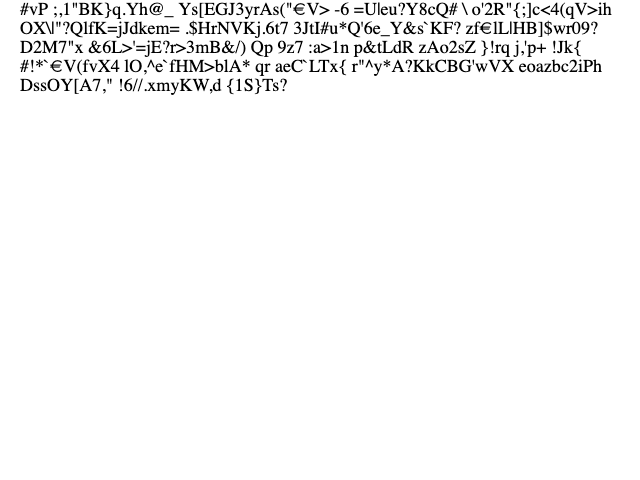 #vP ;,1"BK}q.Yh@_ Ys[EGJ3yrAs("€V> -6 =U|eu?Y8cQ# \ o'2R"{;]c<4(qV>ih
OX\|"?QlfK=jJdkem= .$HrNVKj.6t7 3JtI#u*Q'6e_Y&s`KF? zf€lL|HB]$wr09?
D2M7"x &6L>'=jE?r>3mB&/) Qp 9z7 :a>1n p&tLdR zAo2sZ }!rq j,'p+ !Jk{
#!*`€V(fvX4 lO,^e`fHM>blA* qr aeC`LTx{ r"^y*A?KkCBG'wVX eoazbc2iPh
DssOY[A7," !6//.xmyKW,d {1S}Ts?